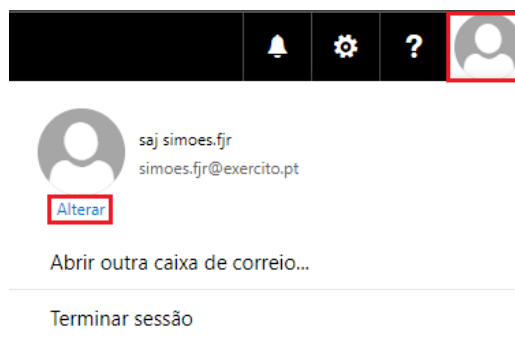 ?
saj simoes.fjr
simoes.fjr@exercito.pt
Alterar
Abrir outra caixa de correio...
Terminar sessão